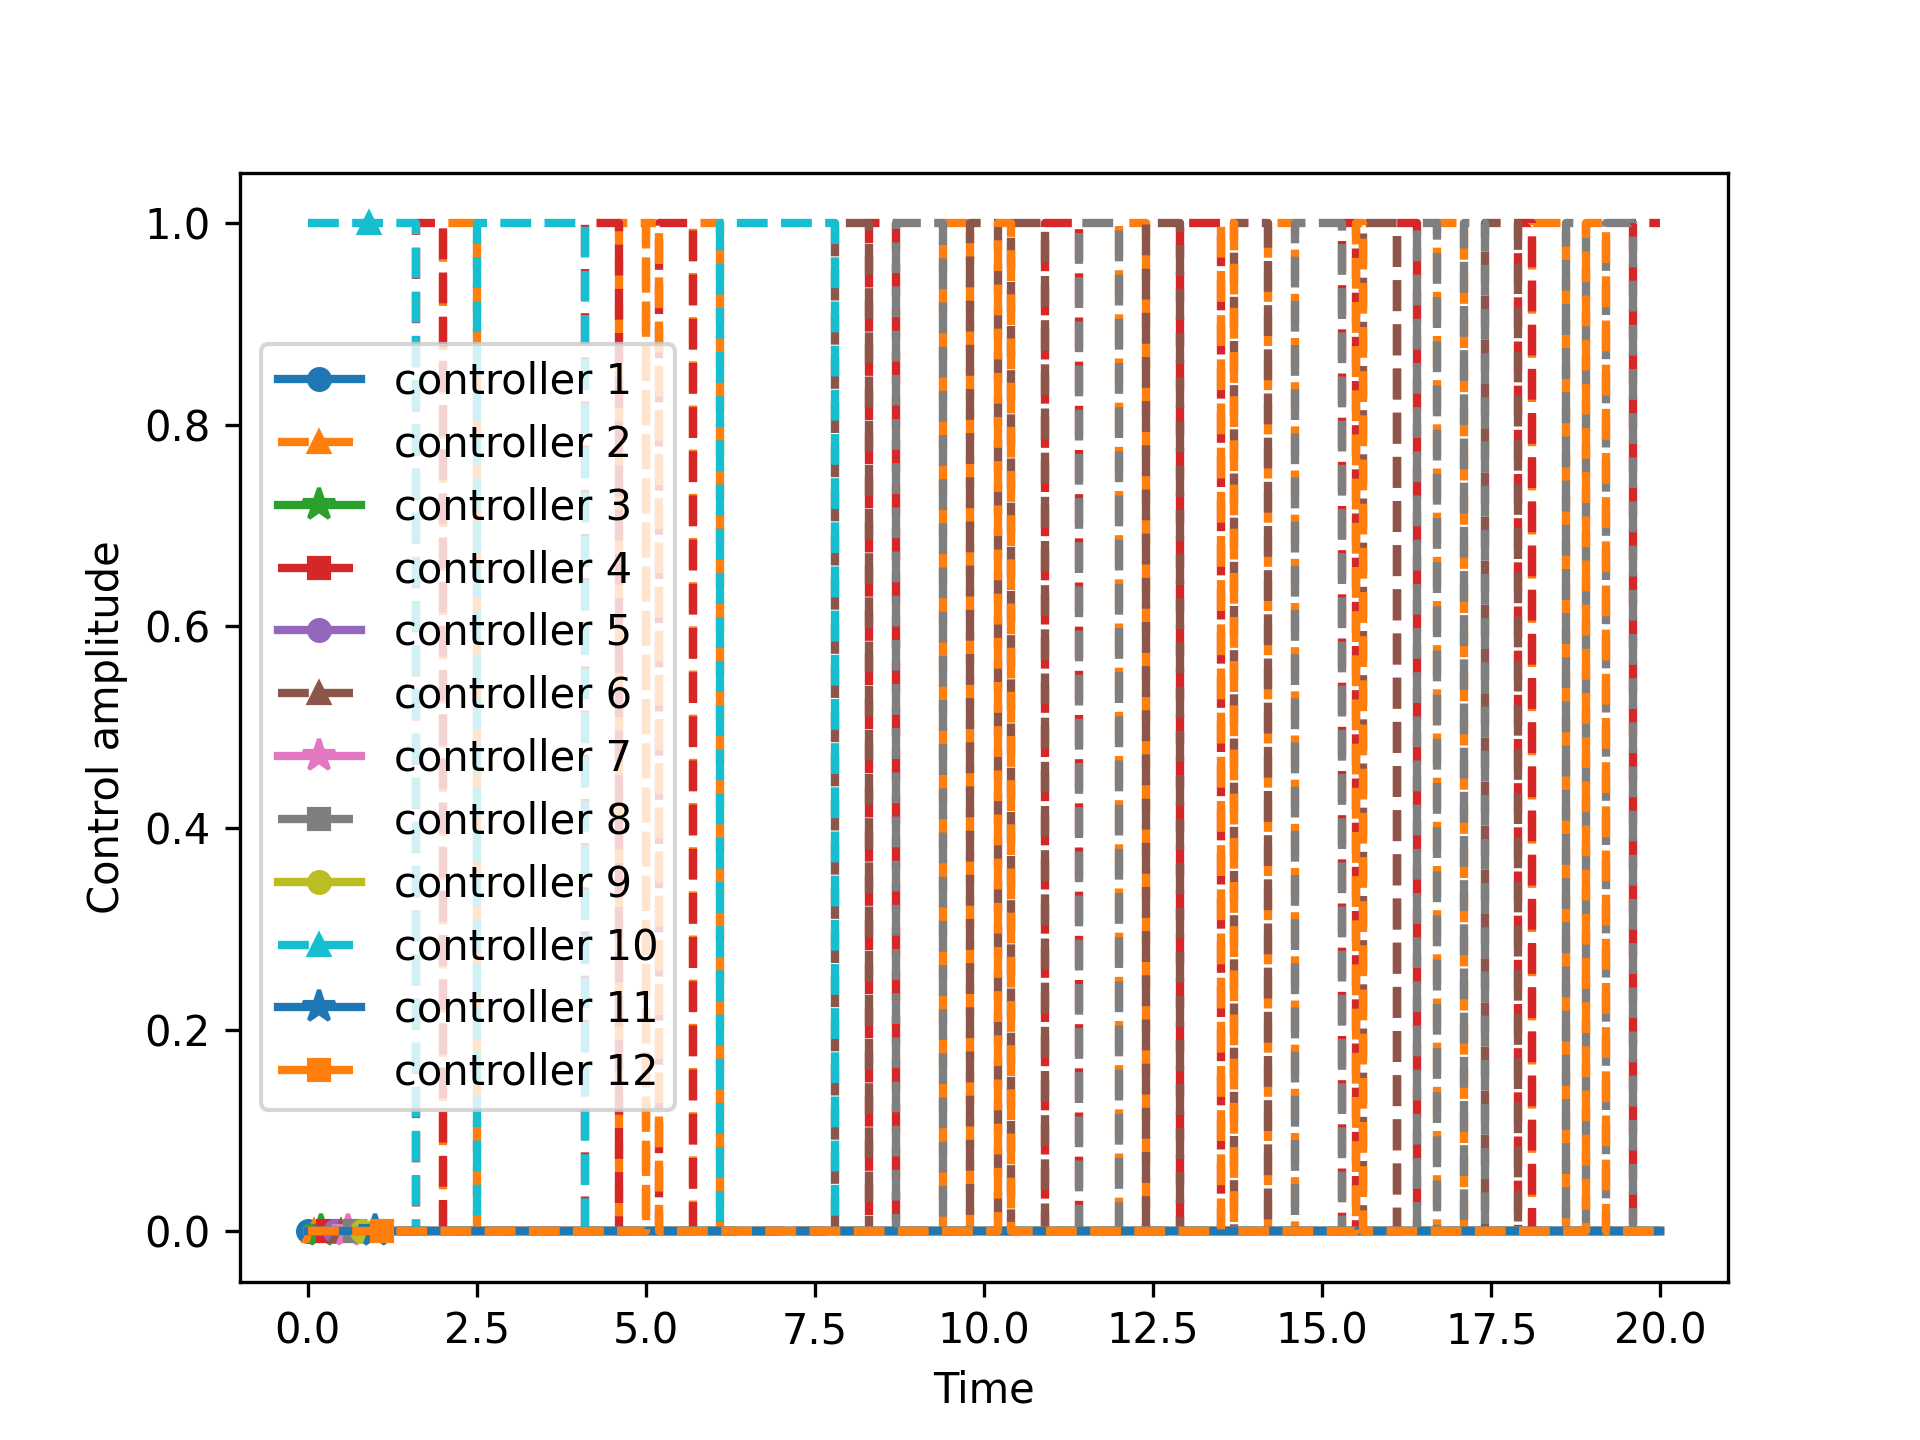 1.0
0.8
0.6
0.4
0.2
0.0
Control amplitude
controller 1
controller 2
controller 3
controller 4
controller 5
controller 6
controller 7
controller 8
controller 9
controller 10
controller 11
controller 12
0.0 2.5 5.0 7.5 10.0 12.5 15.0 17.5 20.0
Time